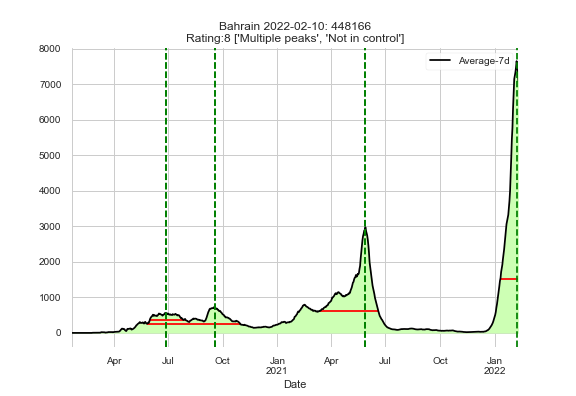 Bahrain 2022-02-10: 448166
Rating:8 ['Multiple peaks', 'Not in control']
Average-7d
8000
7000
6000
5000
4000
3000
2000
1000
0
Apr Jul Oct Jan Apr Jul Oct Jan
2021 2022
Date